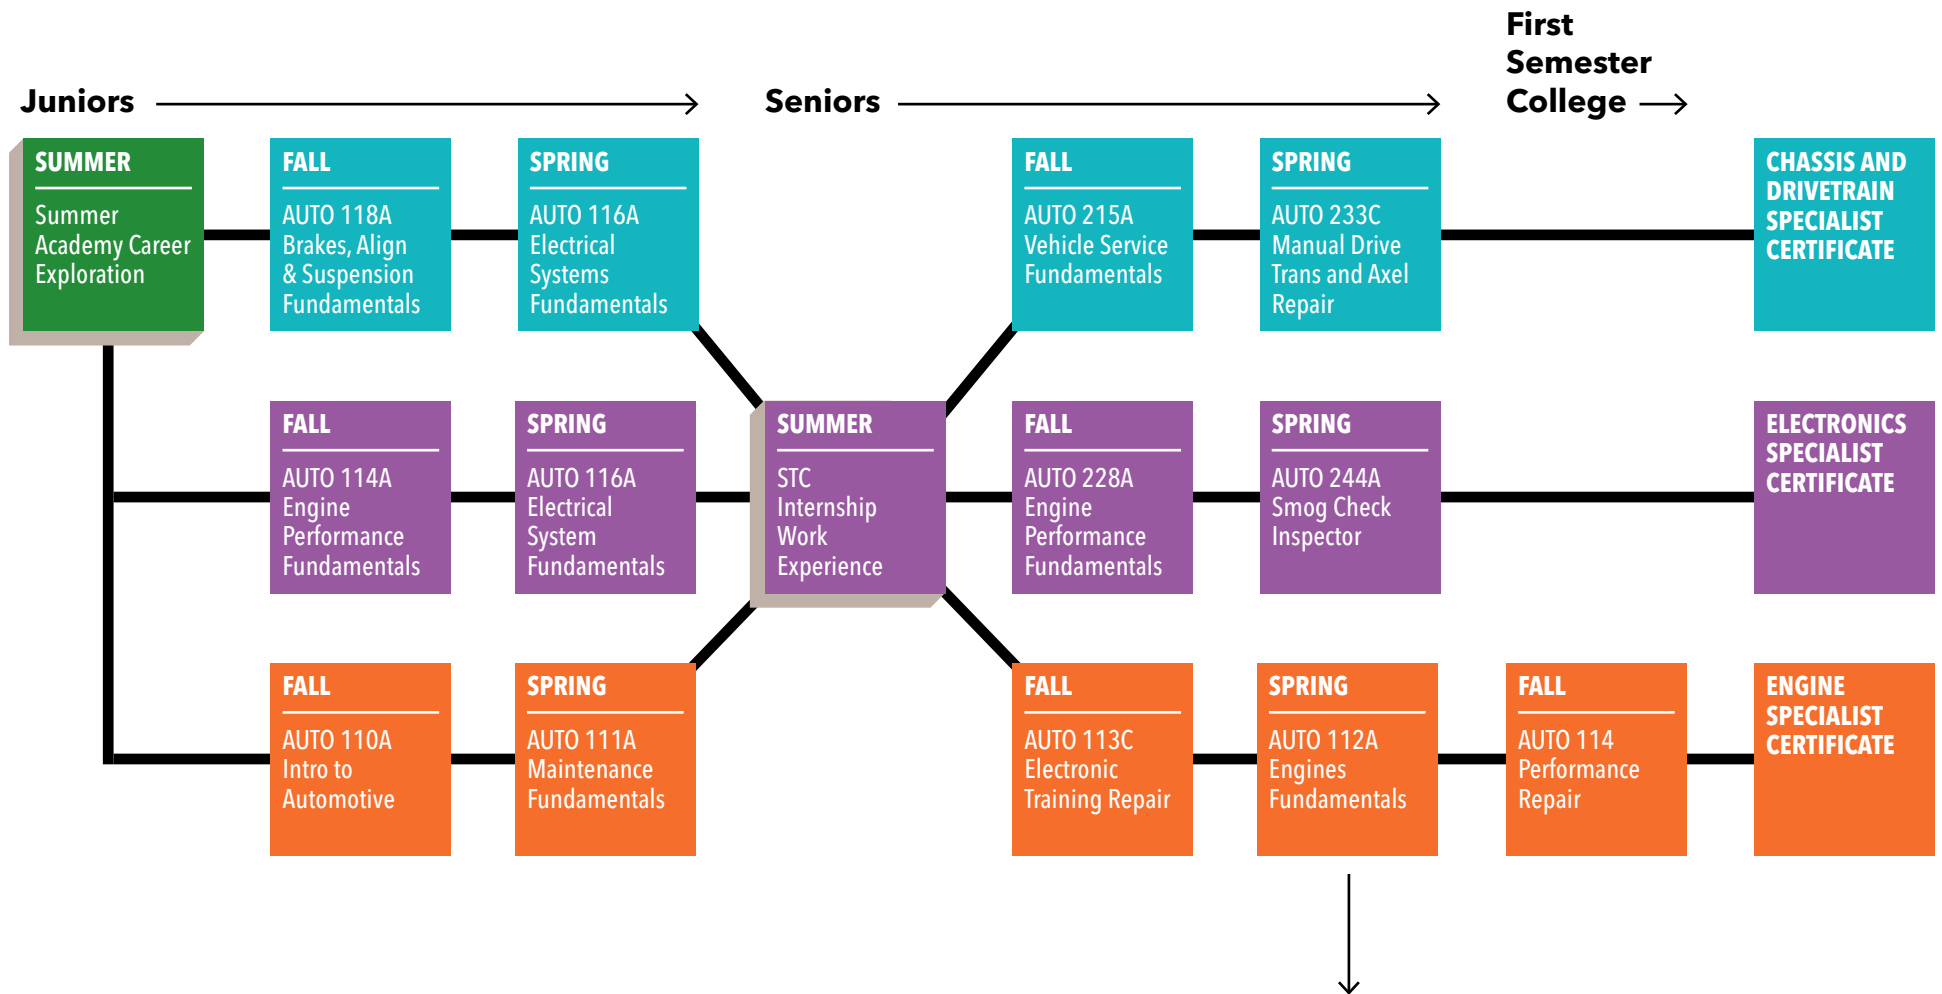 Juniors
Seniors
First
Semester
College
SUMMER
Summer
Academy Career
Exploration
FALL
AUTO 118A
Brakes, Align
& Suspension
Fundamentals
SPRING
AUTO 116A
Electrical
Systems
Fundamentals
FALL
AUTO 215A
Vehicle Service
Fundamentals
SPRING
AUTO 233C
Manual Drive
Trans and Axel
Repair
CHASSIS AND
DRIVETRAIN
SPECIALIST
CERTIFICATE
FALL
AUTO 114A
Engine
Performance
Fundamentals
SPRING
AUTO 116A
Electrical
System
Fundamentals
SUMMER
STC
Internship
Work
Experience
FALL
AUTO 228A
Engine
Performance
Fundamentals
SPRING
AUTO 244A
Smog Check
Inspector
ELECTRONICS
SPECIALIST
CERTIFICATE
FALL
AUTO 110A
Intro to
Automotive
SPRING
AUTO 111A
Maintenance
Fundamentals
FALL
AUTO 113C
Electronic
Training Repair
SPRING
AUTO 112A
Engines
Fundamentals
FALL
AUTO 114
Performance
Repair
ENGINE
SPECIALIST
CERTIFICATE